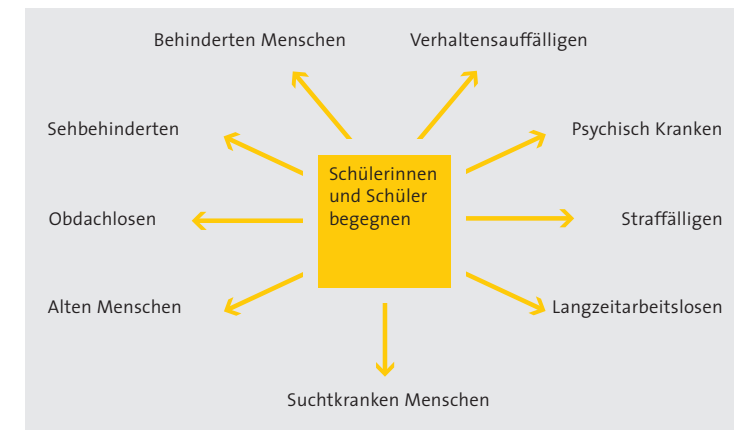 Behinderten Menschen
Verhaltensauffälligen
Sehbehinderten
Psychisch Kranken
Schülerinnen
und Schüler
begegnen
Obdachlosen
Straffälligen
Alten Menschen
Langzeitarbeitslosen
Suchtkranken Menschen